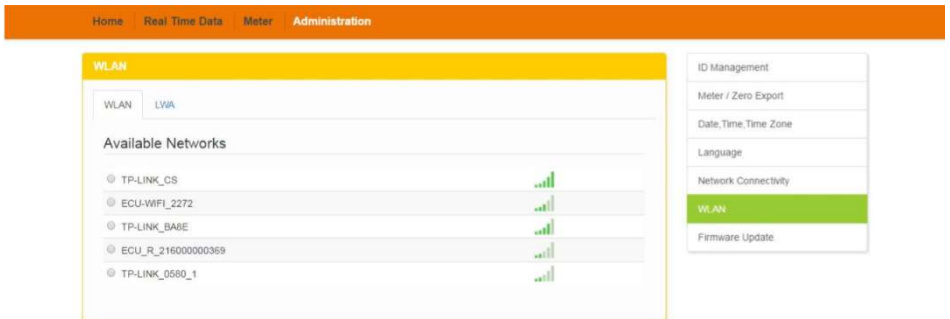 Home Real Time Data Meter Administration
WLAN
WLAN LWA
Available Networks
TP-LINK_CS
ECU-WIFI_2272
TP-LINK_BA8E
ECU_R_216000000369
TP-LINK_0580_1
ID Management
Meter / Zero Export
Date,Time,Time Zone
Language
Network Connectivity
WLAN
Firmware Update